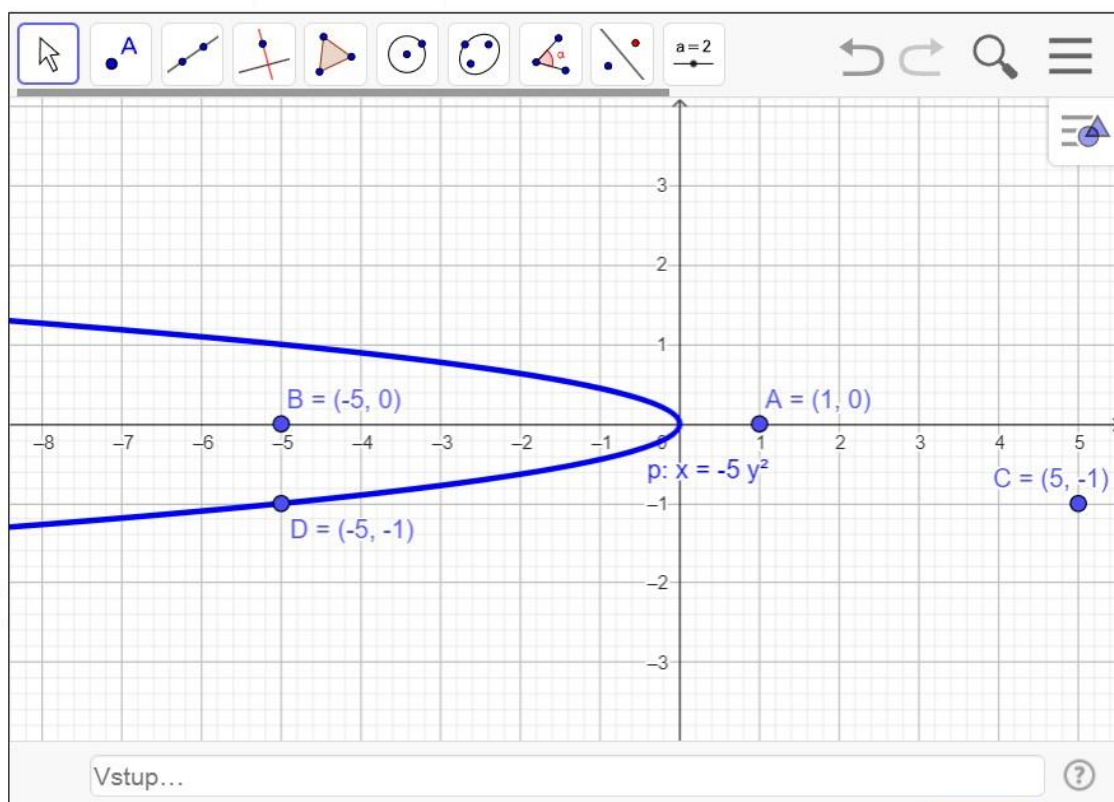 A
α
a = 2
3
2
1
B = (-5, 0)
A = (1, 0)
–8 –7 –6 –5 –4 –3 –2 –1 0 1 2 3 4 5
p: x = -5 y²
C = (5, -1)
–1
D = (-5, -1)
–2
–3
Vstup…
?